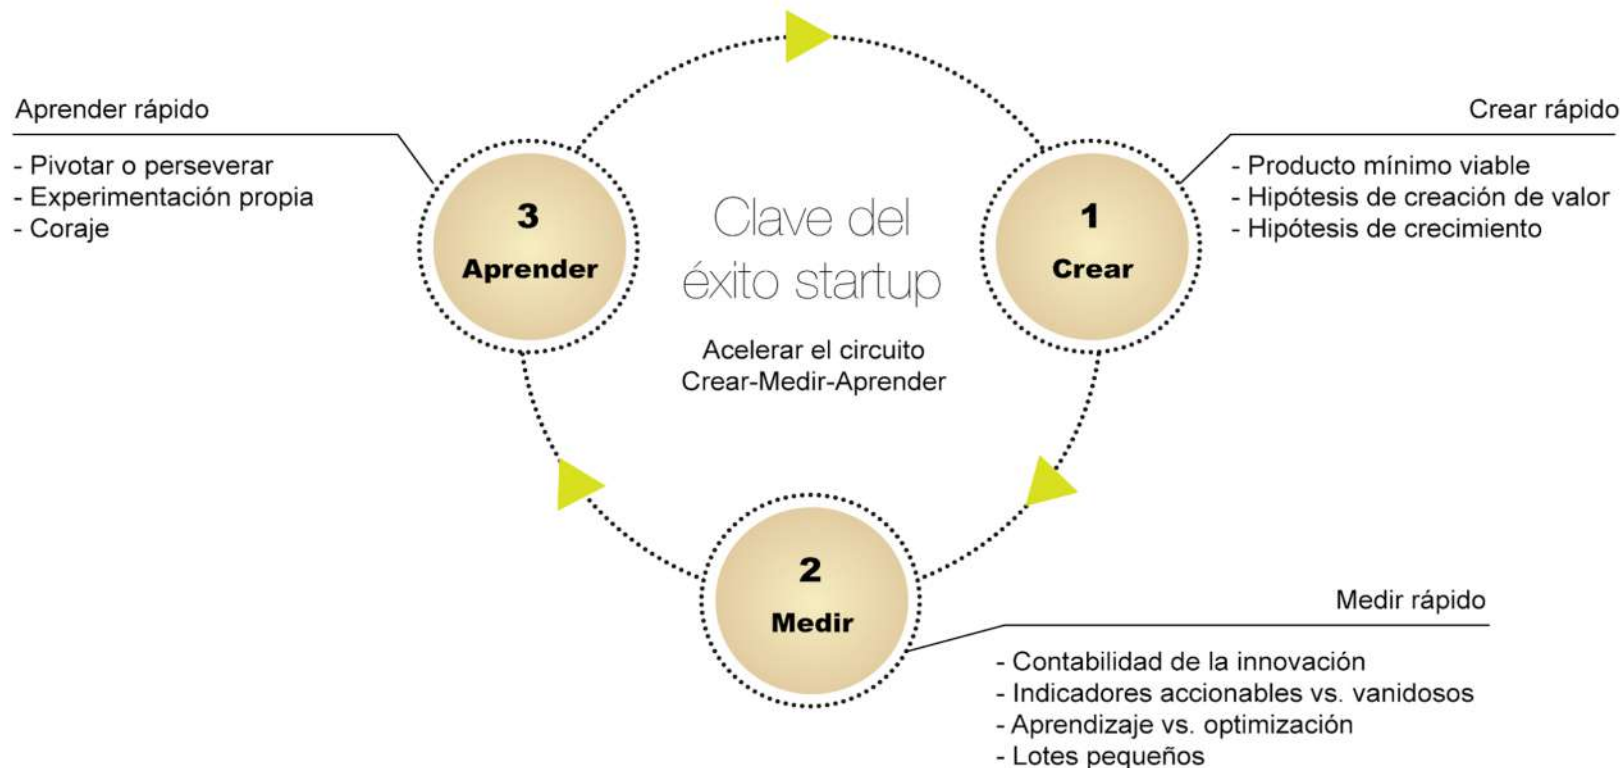 Aprender rápido
- Pivotar o perseverar
- Experimentación propia
- Coraje
3
Aprender
Clave del
éxito startup
Acelerar el circuito
Crear-Medir-Aprender
1
Crear
Crear rápido
- Producto mínimo viable
- Hipótesis de creación de valor
- Hipótesis de crecimiento
2
Medir
Medir rápido
- Contabilidad de la innovación
- Indicadores accionables vs. vanidosos
- Aprendizaje vs. optimización
- Lotes pequeños